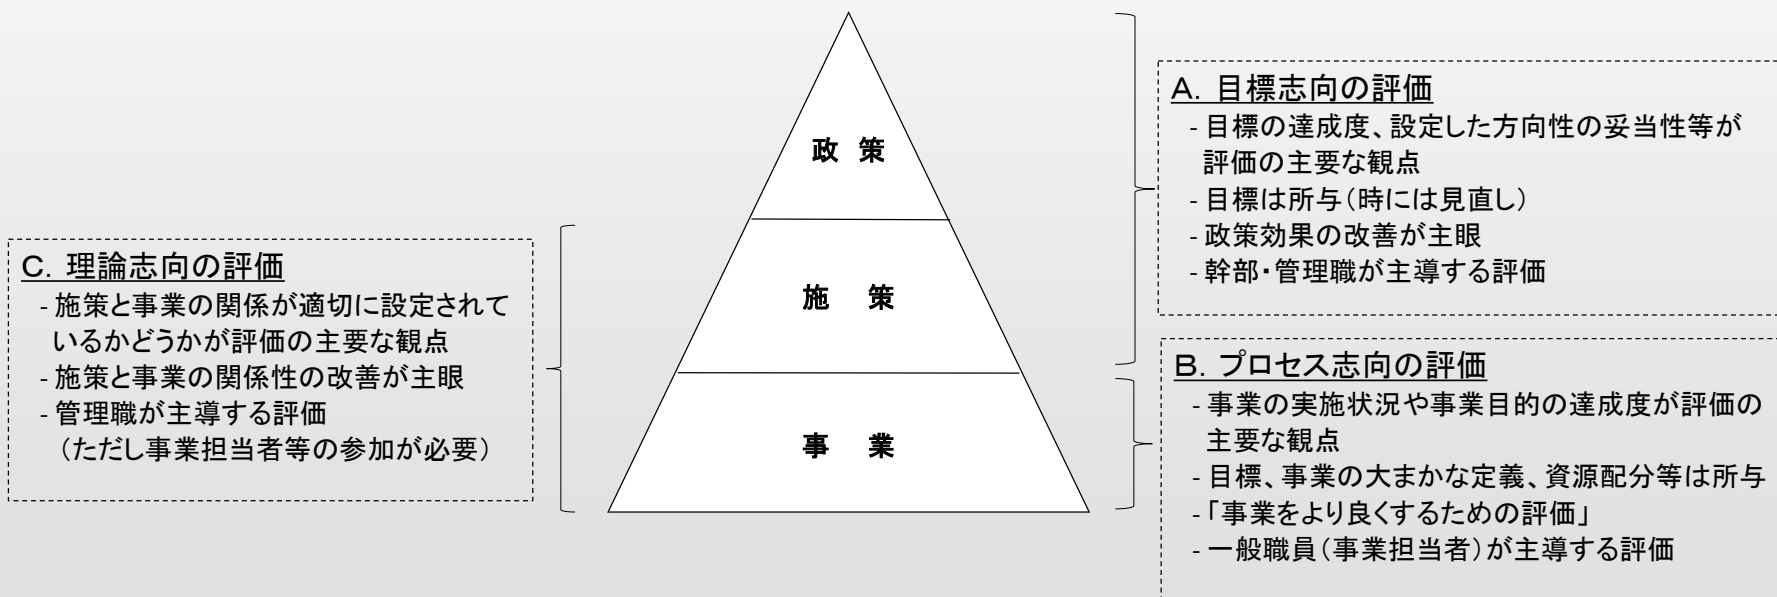 政 策
施 策
事 業
A. 目標志向の評価
- 目標の達成度、設定した方向性の妥当性等が
評価の主要な観点
- 目標は所与(時には見直し)
- 政策効果の改善が主眼
- 幹部・管理職が主導する評価
B. プロセス志向の評価
- 事業の実施状況や事業目的の達成度が評価の
主要な観点
- 目標、事業の大まかな定義、資源配分等は所与
- 「事業をより良くするための評価」
- 一般職員(事業担当者)が主導する評価
C. 理論志向の評価
- 施策と事業の関係が適切に設定されて
いるかどうかが評価の主要な観点
- 施策と事業の関係性の改善が主眼
- 管理職が主導する評価
(ただし事業担当者等の参加が必要)